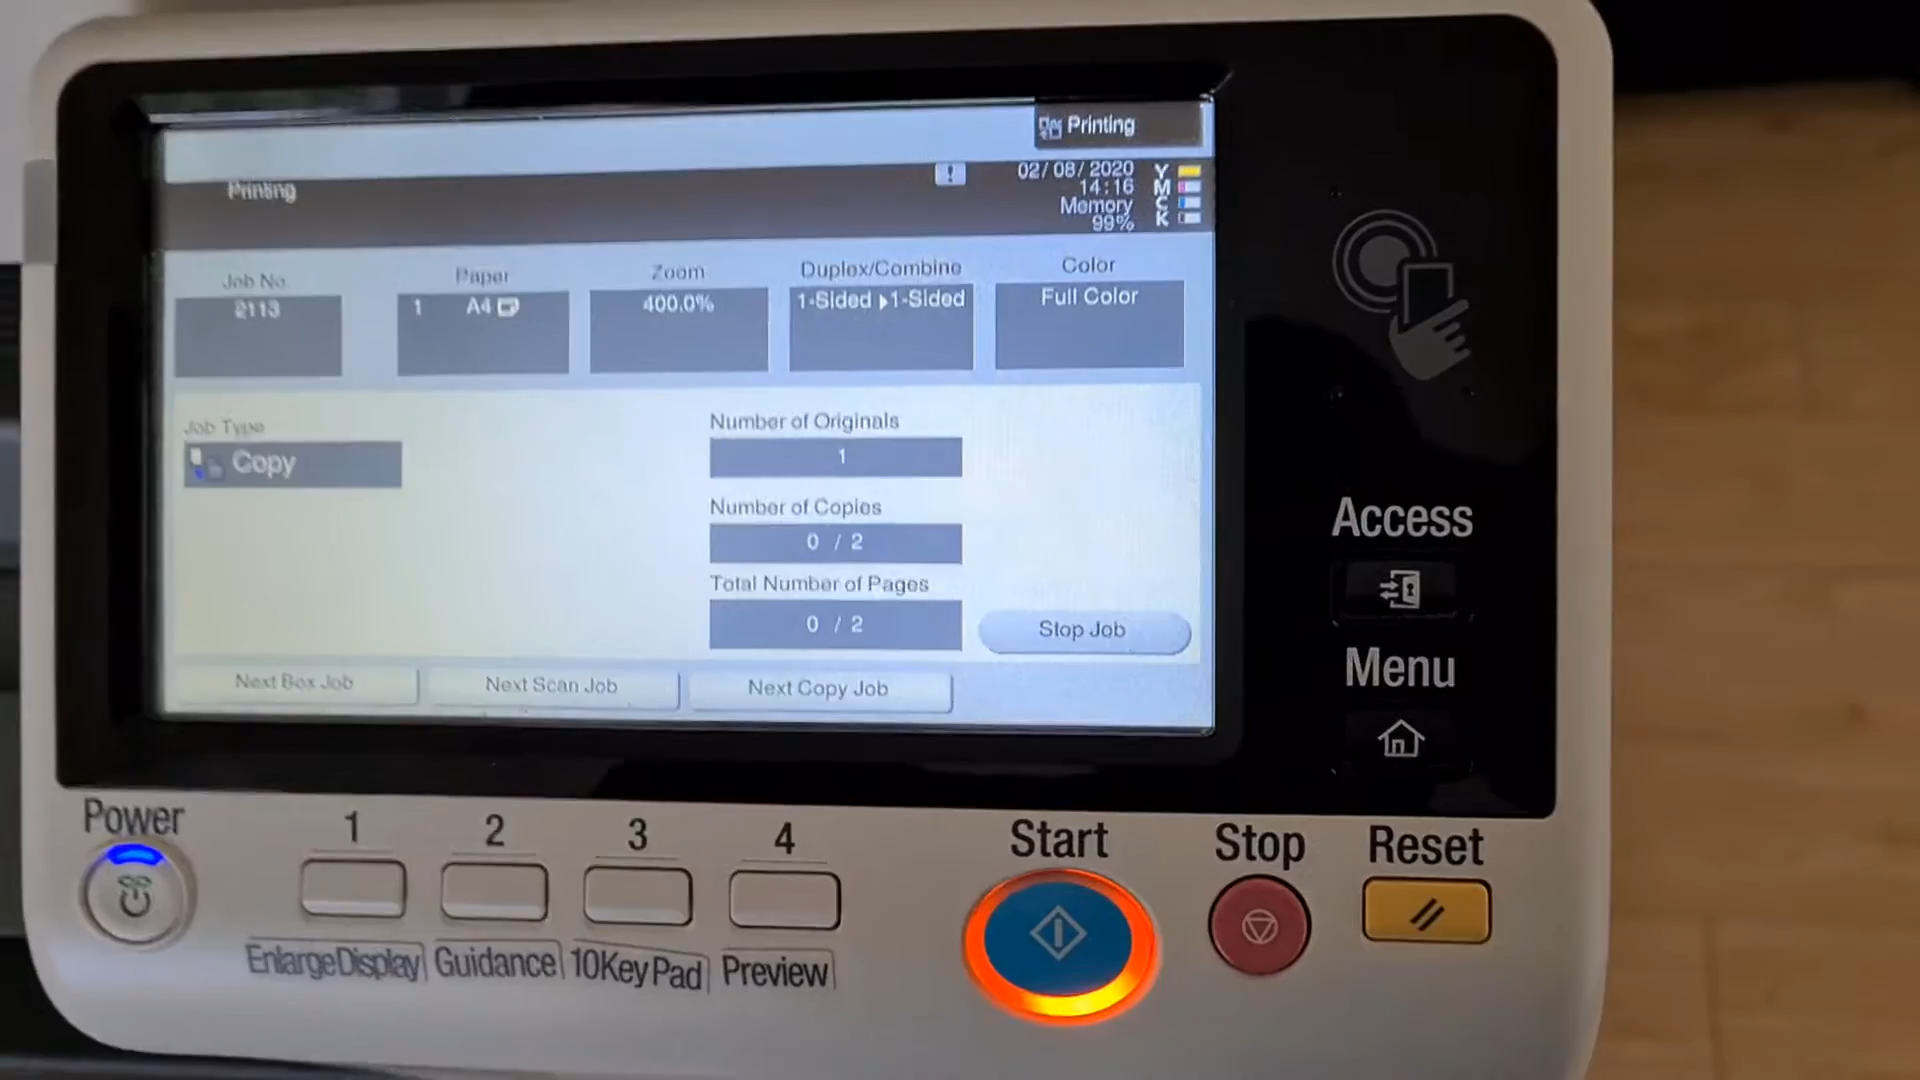 Printing
Printing
!
02/08/2020
14:16
Memory
99%
Y
M
C
K
Job No.
2113
Paper
1 A4
Zoom
400.0%
Duplex/Combine
1-Sided ▶1-Sided
Color
Full Color
Job Type
Copy
Number of Originals
1
Number of Copies
0 / 2
Total Number of Pages
0 / 2
Stop Job
Next Box Job
Next Scan Job
Next Copy Job
Access
Menu
Power
1
2
3
4
Start
Stop
Reset
Enlarge Display
Guidance
10Key Pad
Preview